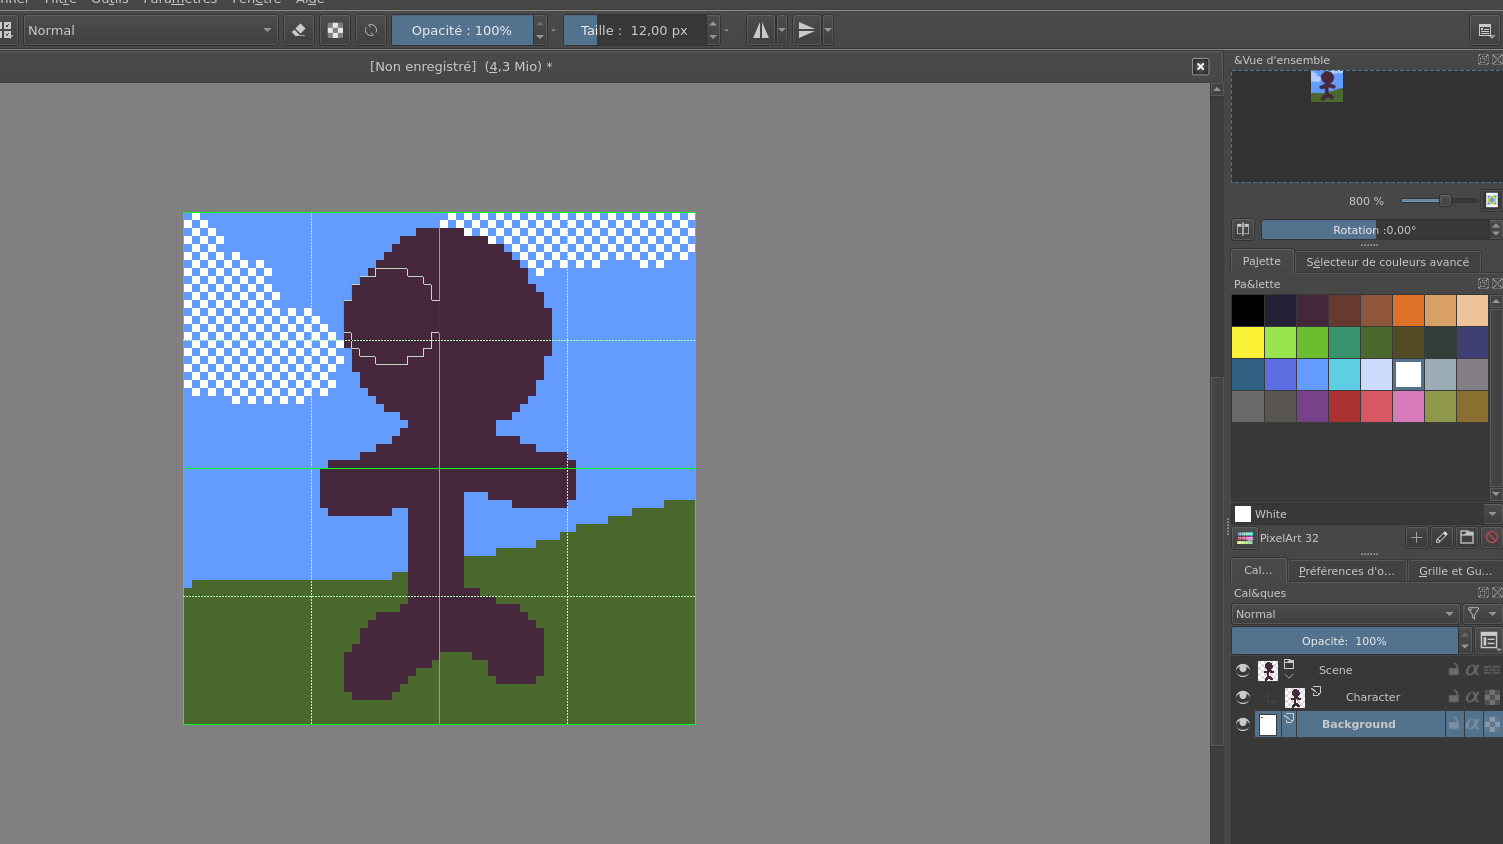 Normal
Opacité : 100%
Taille : 12,00 px
[Non enregistré] (4,3 Mio) *
&Vue d'ensemble
800 %
Rotation :0,00°
Palette
Sélecteur de couleurs avancé
Pa&lette
White
PixelArt 32
Cal...
Préférences d'o...
Grille et Gu...
Cal&ques
Normal
Opacité: 100%
Scene
Character
Background